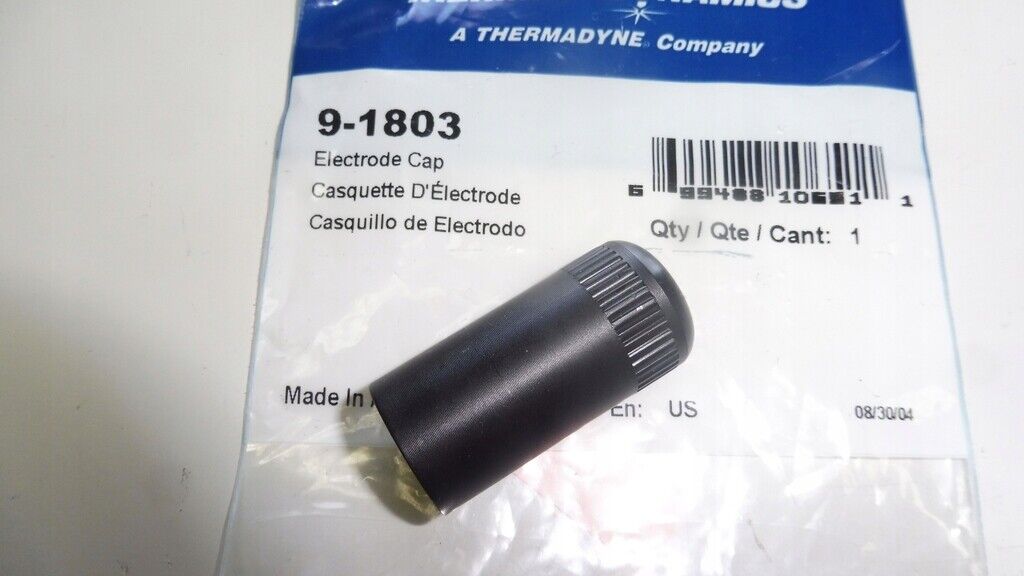 A THERMADYNE® Company
9-1803
Electrode Cap
Casquette D'Électrode
Casquillo de Electrodo
Qty / Qte / Cant: 1
Made In
En: US
08/30/04